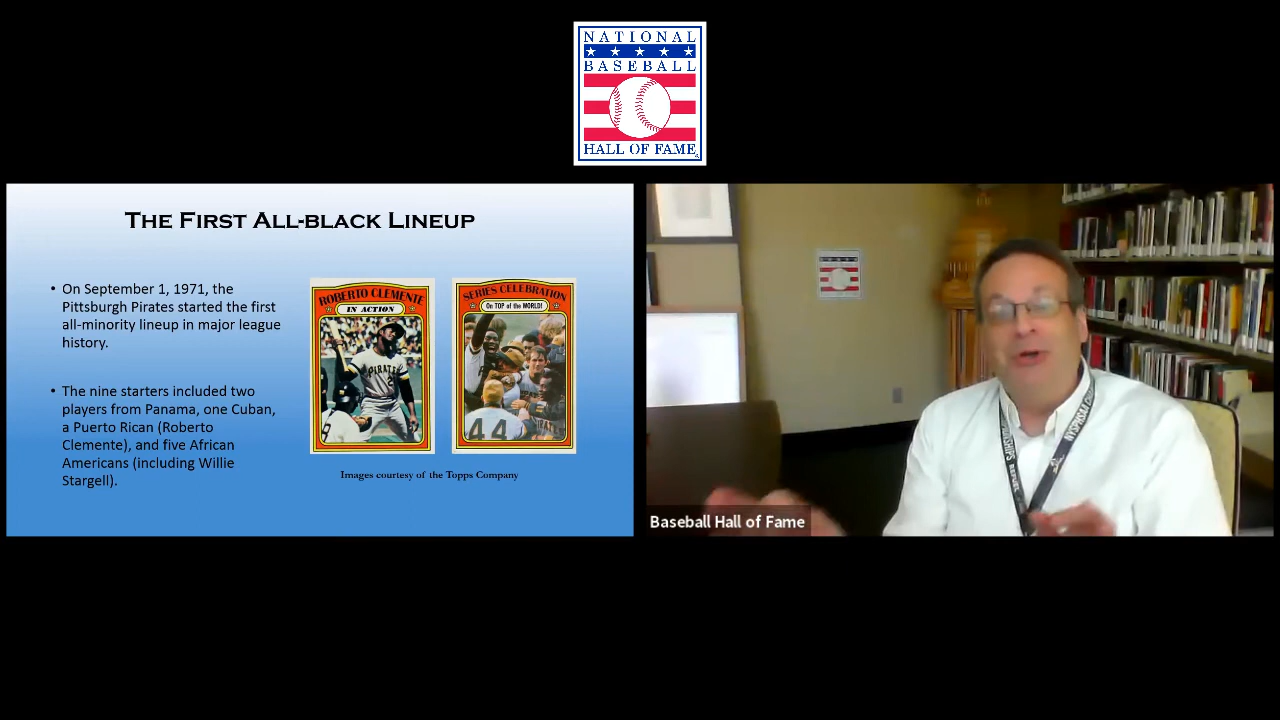 NATIONAL
BASEBALL
HALL OF FAME
THE FIRST ALL-BLACK LINEUP
• On September 1, 1971, the
Pittsburgh Pirates started the first
all-minority lineup in major league
history.
• The nine starters included two
players from Panama, one Cuban,
a Puerto Rican (Roberto
Clemente), and five African
Americans (including Willie
Stargell).
ROBERTO CLEMENTE
IN ACTION
PIRATES
SERIES CELEBRATION
On TOP of the WORLD!
44
Images courtesy of the Topps Company
Baseball Hall of Fame